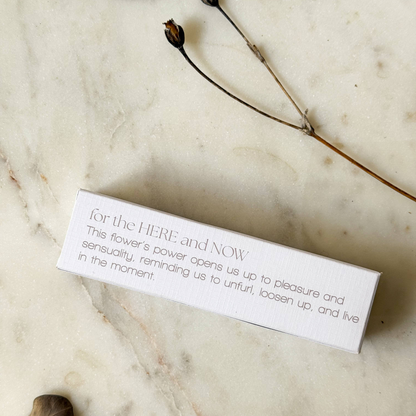 for the HERE and NOW
This flower's power opens us up to pleasure and
sensuality, reminding us to unfurl, loosen up, and live
in the moment.